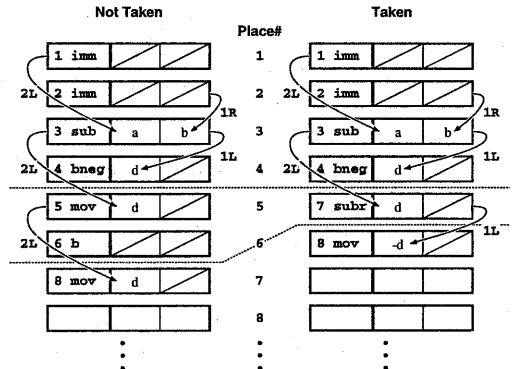 Not Taken Taken
Place#
1 imm 1 1 imm
2L 2 imm 2 2L 2 imm
1R 1R
3 sub a b 3 3 sub a b
1L 1L
2L 4 bneg d 4 2L 4 bneg d
5 mov d 5 7 subr d
2L 6 b 6 8 mov -d 1L
8 mov d 7
8